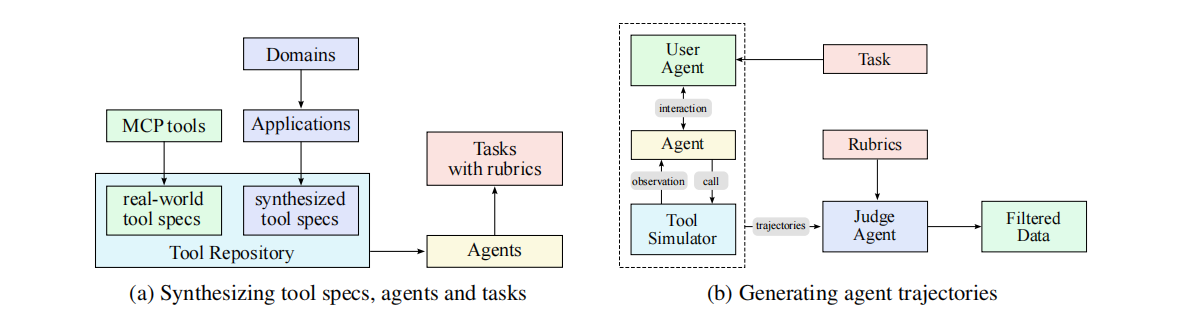 Domains
MCP tools
Applications
Tasks
with rubrics
real-world
tool specs
synthesized
tool specs
Tool Repository
Agents
(a) Synthesizing tool specs, agents and tasks
User
Agent
Task
interaction
Agent
Rubrics
observation
call
Tool
Simulator
trajectories
Judge
Agent
Filtered
Data
(b) Generating agent trajectories